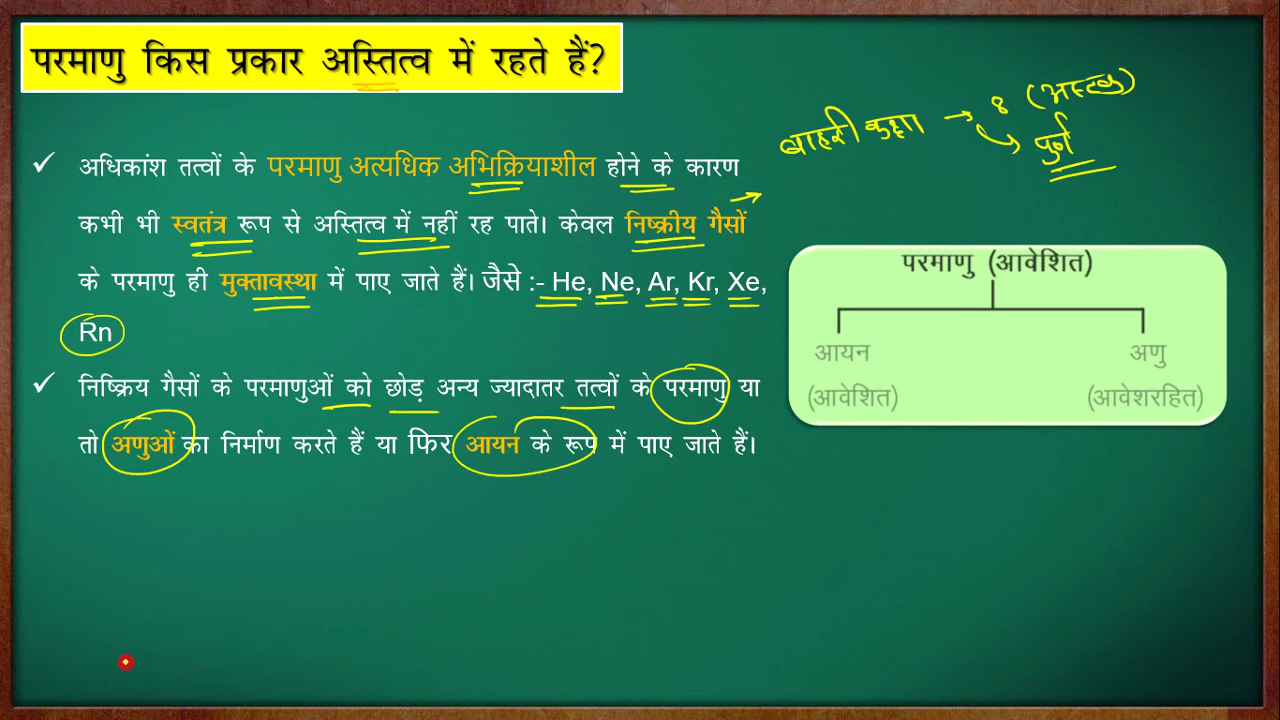 परमाणु किस प्रकार अस्तित्व में रहते हैं?
बाहरी कक्षा → 8 (अष्टक)
पुर्ण
✓ अधिकांश तत्वों के परमाणु अत्यधिक अभिक्रियाशील होने के कारण
कभी भी स्वतंत्र रूप से अस्तित्व में नहीं रह पाते। केवल निष्क्रीय गैसों
के परमाणु ही मुक्तावस्था में पाए जाते हैं। जैसे :- He, Ne, Ar, Kr, Xe,
Rn
✓ निष्क्रिय गैसों के परमाणुओं को छोड़ अन्य ज्यादातर तत्वों के परमाणु या
तो अणुओं का निर्माण करते हैं या फिर आयन के रूप में पाए जाते हैं।
परमाणु (आवेशित)
आयन अणु
(आवेशित) (आवेशरहित)